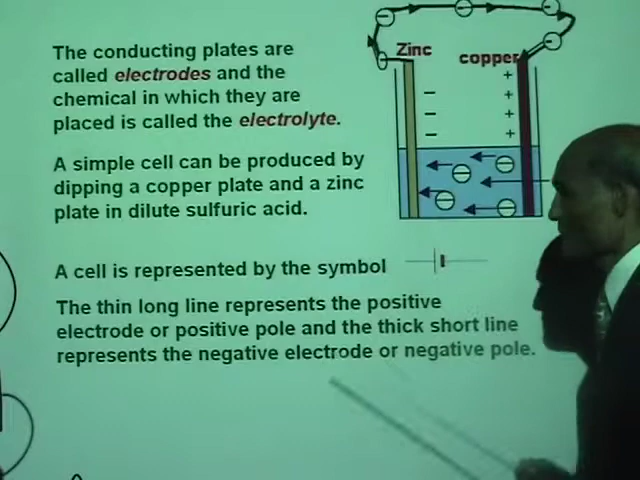 The conducting plates are
called electrodes and the
chemical in which they are
placed is called the electrolyte.
Zinc
copper
A simple cell can be produced by
dipping a copper plate and a zinc
plate in dilute sulfuric acid.
A cell is represented by the symbol
The thin long line represents the positive
electrode or positive pole and the thick short line
represents the negative electrode or negative pole.